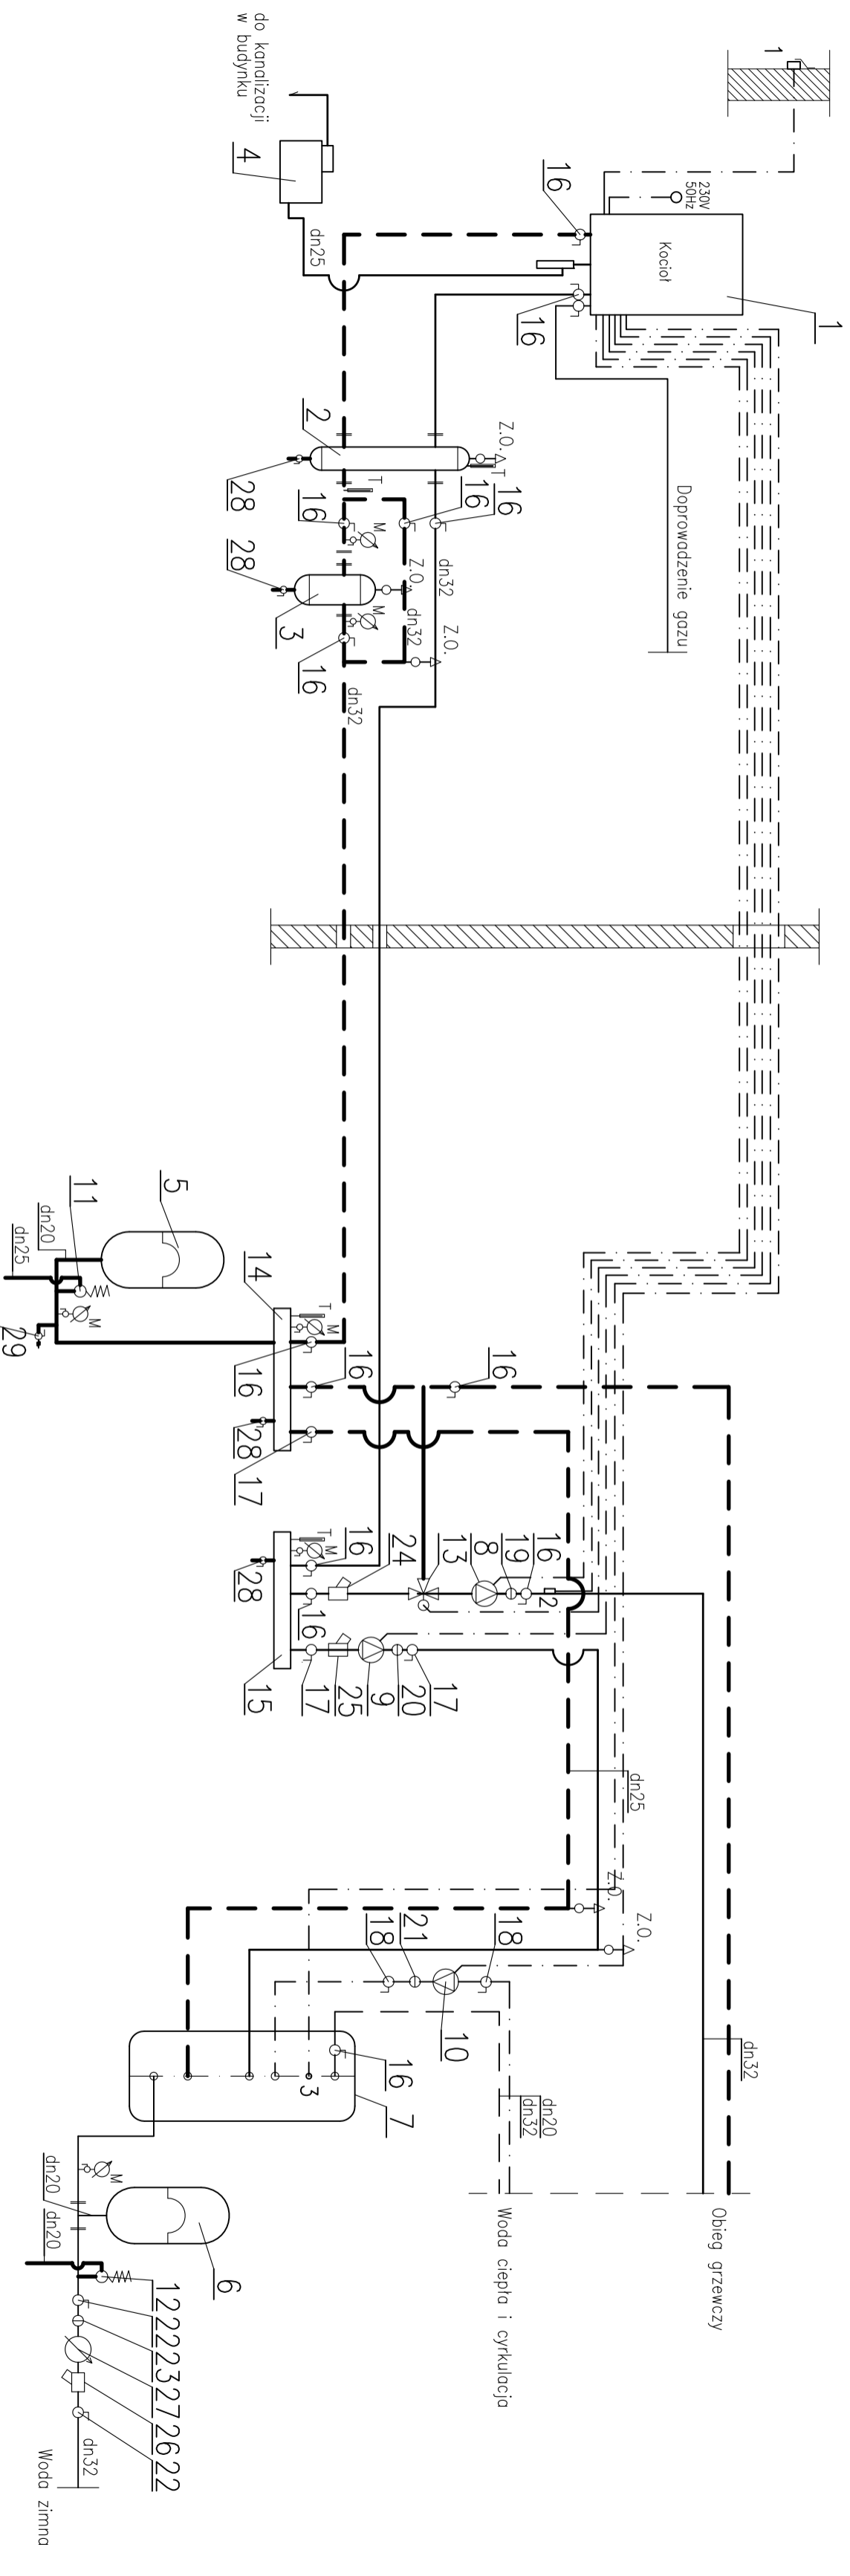 1
230V
50Hz
Kocioł
1
16
do kanalizacji
w budynku
4
dn25
16
Doprowadzenie gazu
2
Z.O.
T
28
T
16
M
16
16
dn32
Z.O.
28
3
M
dn32
Z.O.
16
dn32
5
11
dn20
dn25
M
29
14
T
M
16
16
16
28
17
T
M
16
28
24
13
8
19
16
2
16
15
17
25
9
20
17
dn25
Z.O.
Z.O.
18
21
18
10
16
3
7
dn32
dn20
dn32
Obieg grzewczy
Woda ciepła i cyrkulacja
M
dn20
dn20
6
12
22
23
27
26
22
dn32
Woda zimna